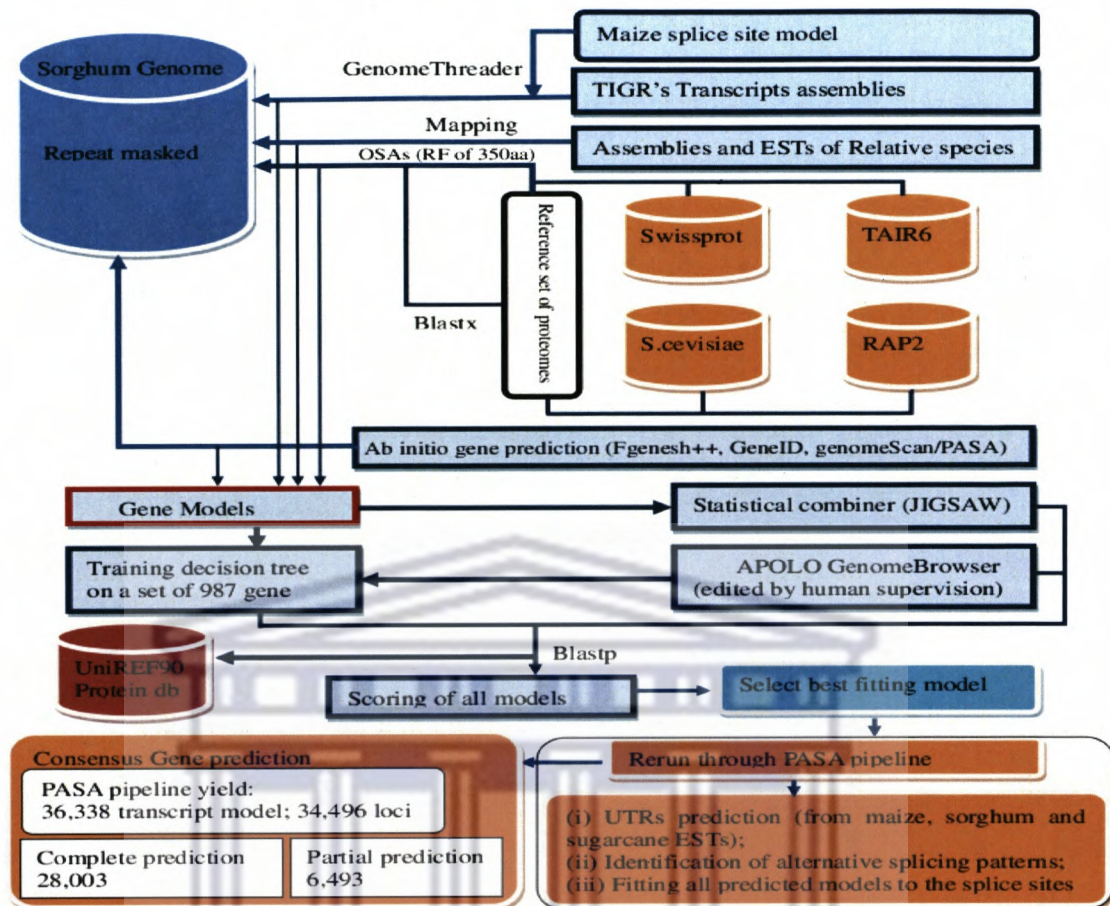 Maize splice site model
Sorghum Genome
GenomeThreader
TIGR's Transcripts assemblies
Mapping
Repeat masked
Assemblies and ESTs of Relative species
OSAs (RF of 350aa)
Reference set of proteomes
Swissprot
TAIR6
Blastx
S.cevisiae
RAP2
Ab initio gene prediction (Fgenesh++, GeneID, genomeScan/PASA)
Gene Models
Statistical combiner (JIGSAW)
Training decision tree
on a set of 987 gene
APOLO GenomeBrowser
(edited by human supervision)
UniREF90
Protein db
Blastp
Scoring of all models
Select best fitting model
Consensus Gene prediction
PASA pipeline yield:
36,338 transcript model; 34,496 loci
Complete prediction
28,003
Partial prediction
6,493
Rerun through PASA pipeline
(i) UTRs prediction (from maize, sorghum and
sugarcane ESTs);
(ii) Identification of alternative splicing patterns;
(iii) Fitting all predicted models to the splice sites